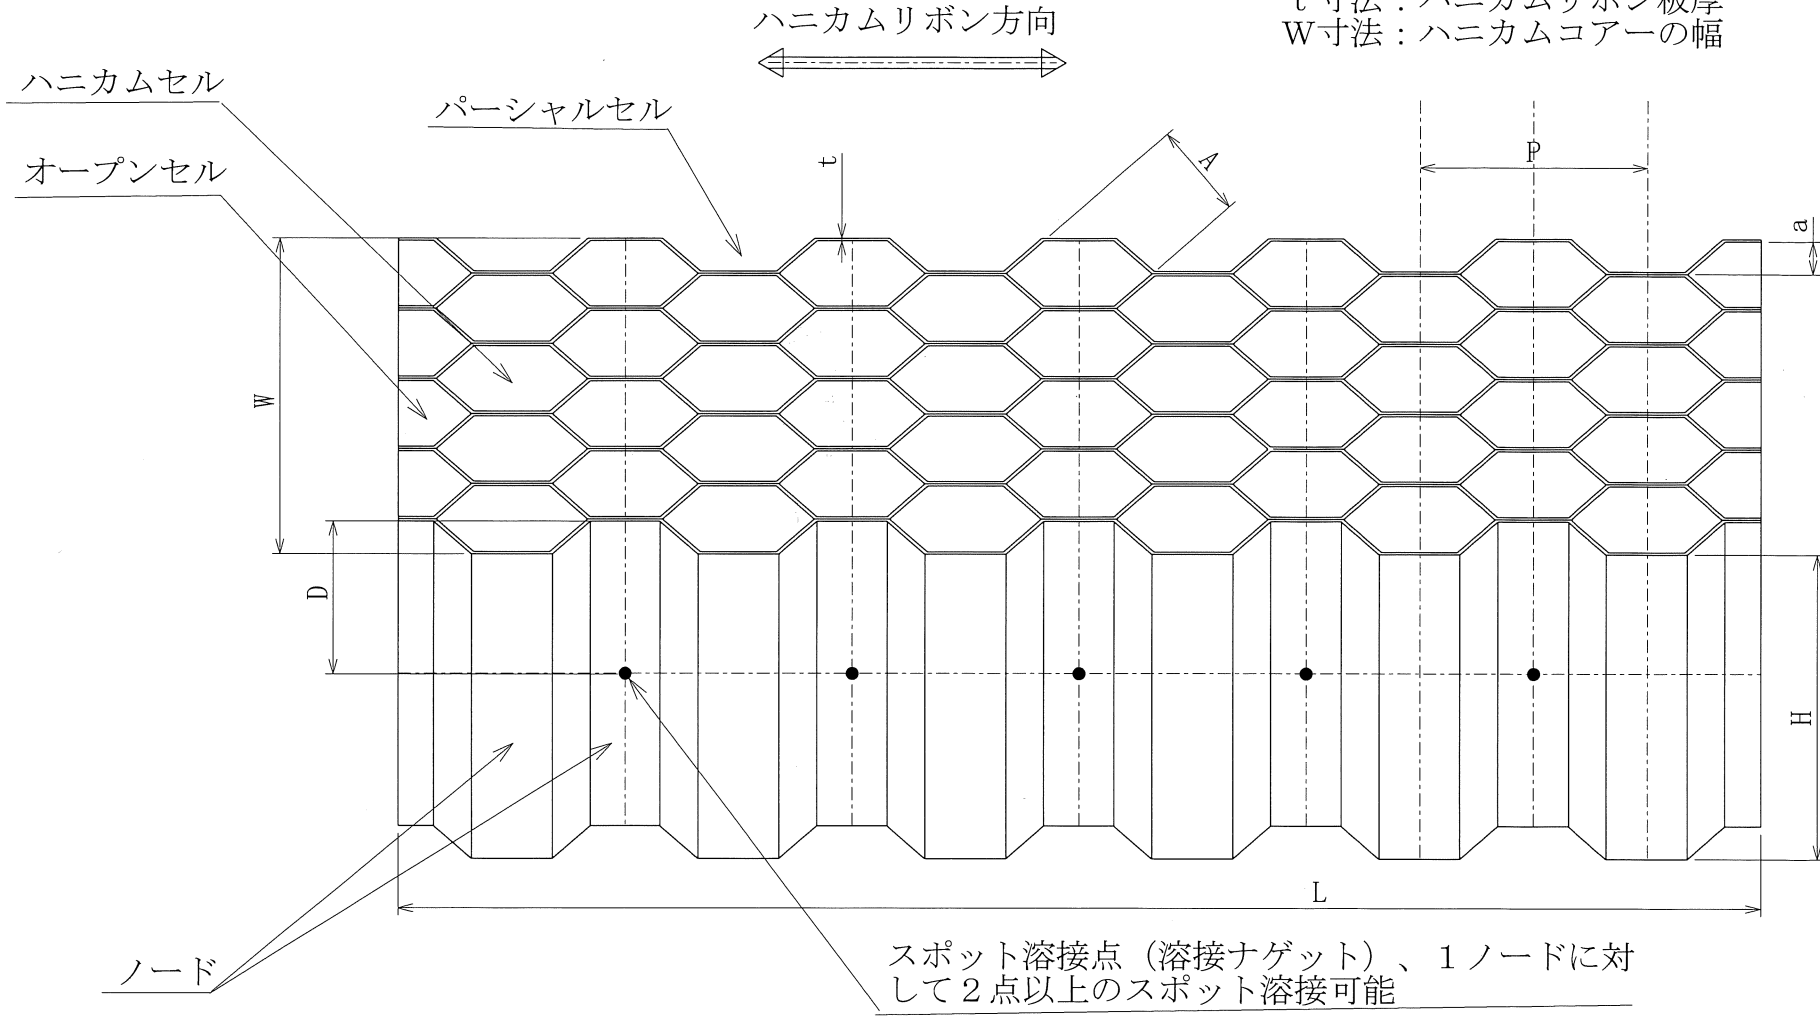 ハニカムリボン方向
t寸法：ハニカムリボン板厚
W寸法：ハニカムコアーの幅
ハニカムセル
パーシャルセル
オープンセル
t
A
P
a
W
D
H
L
ノード
スポット溶接点（溶接ナゲット）、１ノードに対
して２点以上のスポット溶接可能